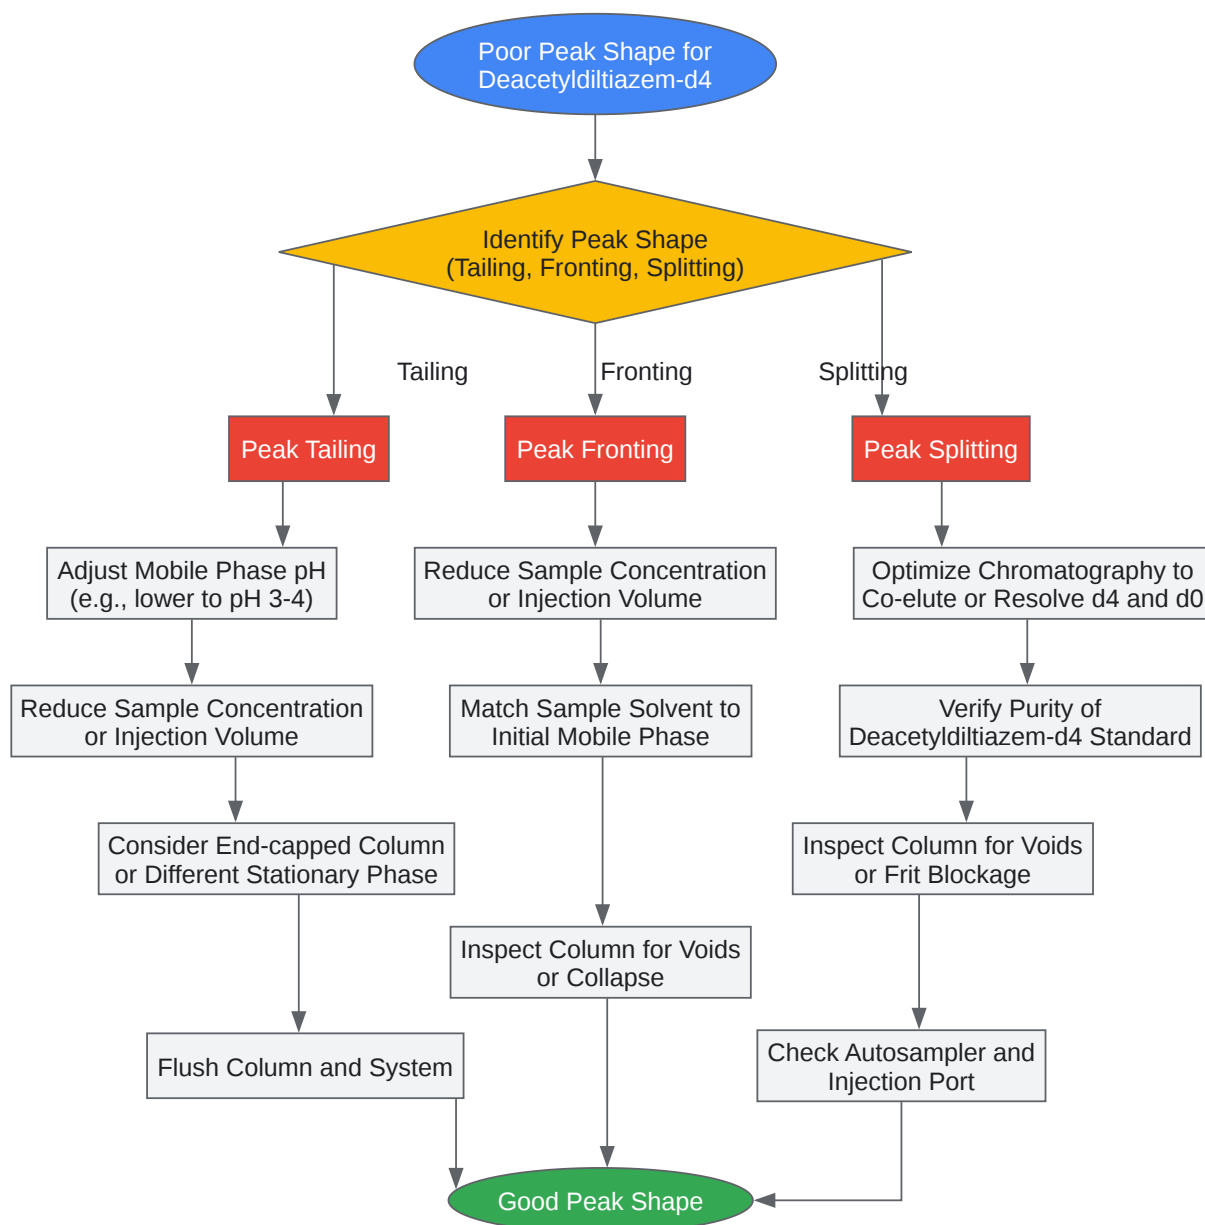 Poor Peak Shape for
Deacetyldiltiazem-d4
Identify Peak Shape
(Tailing, Fronting, Splitting)
Tailing
Fronting
Splitting
Peak Tailing
Peak Fronting
Peak Splitting
Adjust Mobile Phase pH
(e.g., lower to pH 3-4)
Reduce Sample Concentration
or Injection Volume
Optimize Chromatography to
Co-elute or Resolve d4 and d0
Reduce Sample Concentration
or Injection Volume
Match Sample Solvent to
Initial Mobile Phase
Verify Purity of
Deacetyldiltiazem-d4 Standard
Consider End-capped Column
or Different Stationary Phase
Inspect Column for Voids
or Frit Blockage
Inspect Column for Voids
or Collapse
Flush Column and System
Check Autosampler and
Injection Port
Good Peak Shape